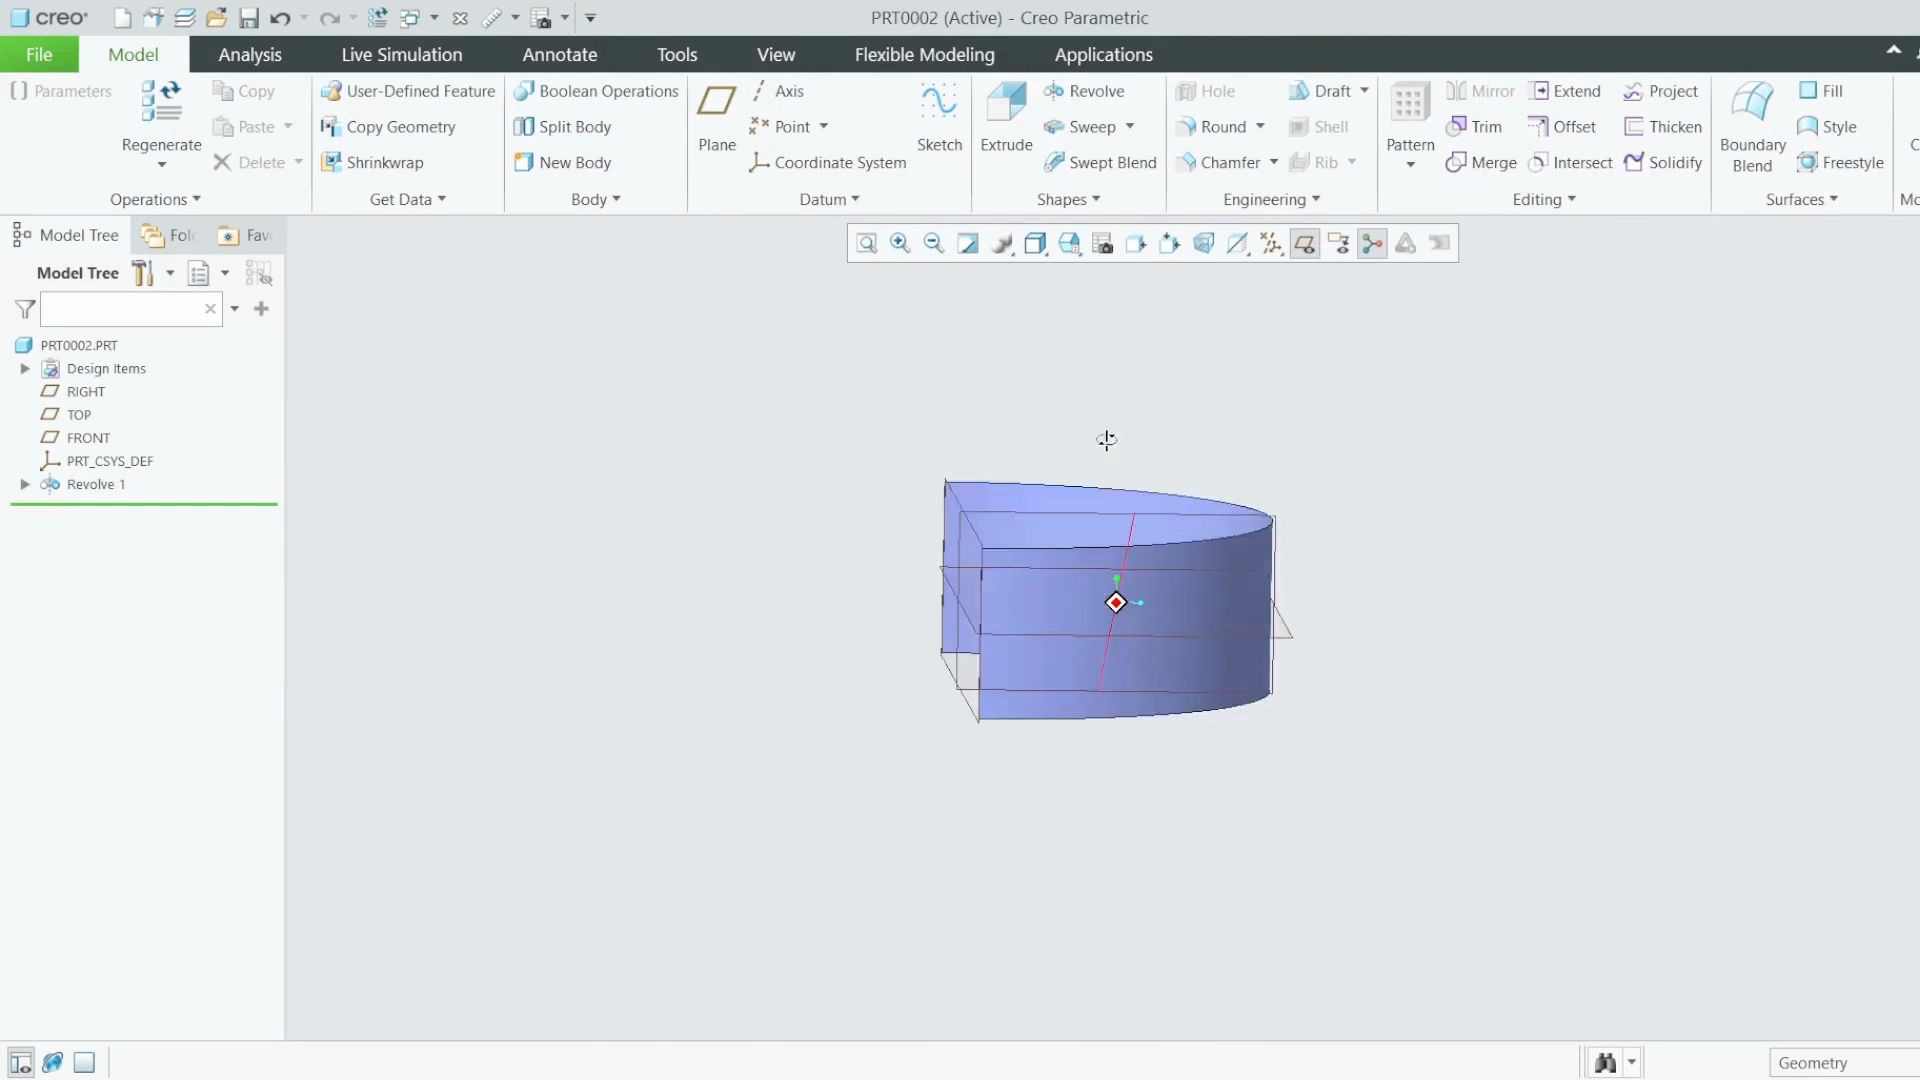 creo
PRT0002 (Active) - Creo Parametric
File Model Analysis Live Simulation Annotate Tools View Flexible Modeling Applications
Parameters
Regenerate
Copy
Paste
Delete
Operations
User-Defined Feature
Copy Geometry
Shrinkwrap
Get Data
Boolean Operations
Split Body
New Body
Body
Plane
Axis
Point
Coordinate System
Sketch
Datum
Extrude
Revolve
Sweep
Swept Blend
Shapes
Hole
Round
Chamfer
Draft
Shell
Rib
Engineering
Pattern
Mirror
Trim
Merge
Extend
Offset
Intersect
Project
Thicken
Solidify
Editing
Boundary
Blend
Fill
Style
Freestyle
Surfaces
Model Tree
Model Tree
PRT0002.PRT
Design Items
RIGHT
TOP
FRONT
PRT_CSYS_DEF
Revolve 1
Geometry